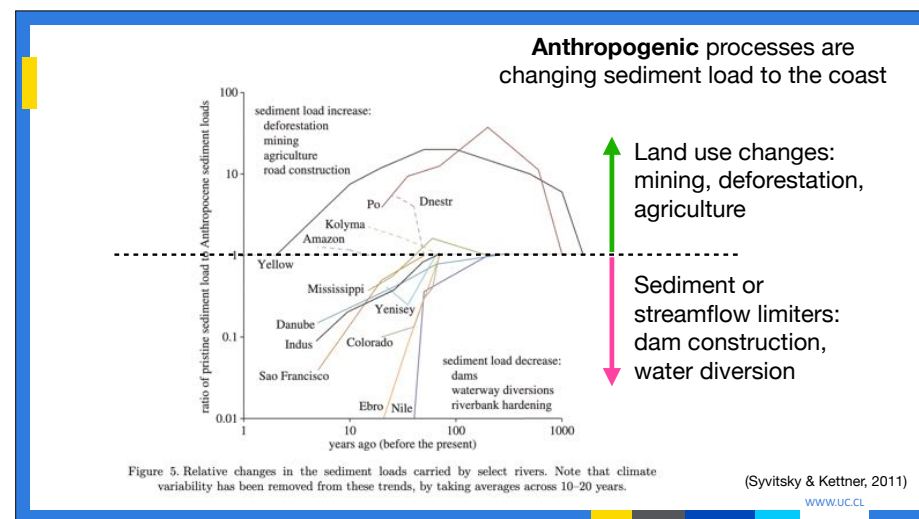 Anthropogenic processes are
changing sediment load to the coast
100
10
1
0.1
0.01
ratio of pristine sediment load to Anthropocene sediment loads
sediment load increase:
deforestation
mining
agriculture
road construction
Po
Dnestr
Kolyma
Amazon
Yellow
Mississippi
Yenisey
Danube
Indus
Colorado
Sao Francisco
Ebro
Nile
sediment load decrease:
dams
waterway diversions
riverbank hardening
1
10
100
1000
years ago (before the present)
Land use changes:
mining, deforestation,
agriculture
Sediment or
streamflow limiters:
dam construction,
water diversion
Figure 5. Relative changes in the sediment loads carried by select rivers. Note that climate
variability has been removed from these trends, by taking averages across 10–20 years.
(Syvitsky & Kettner, 2011)
WWW.UC.CL